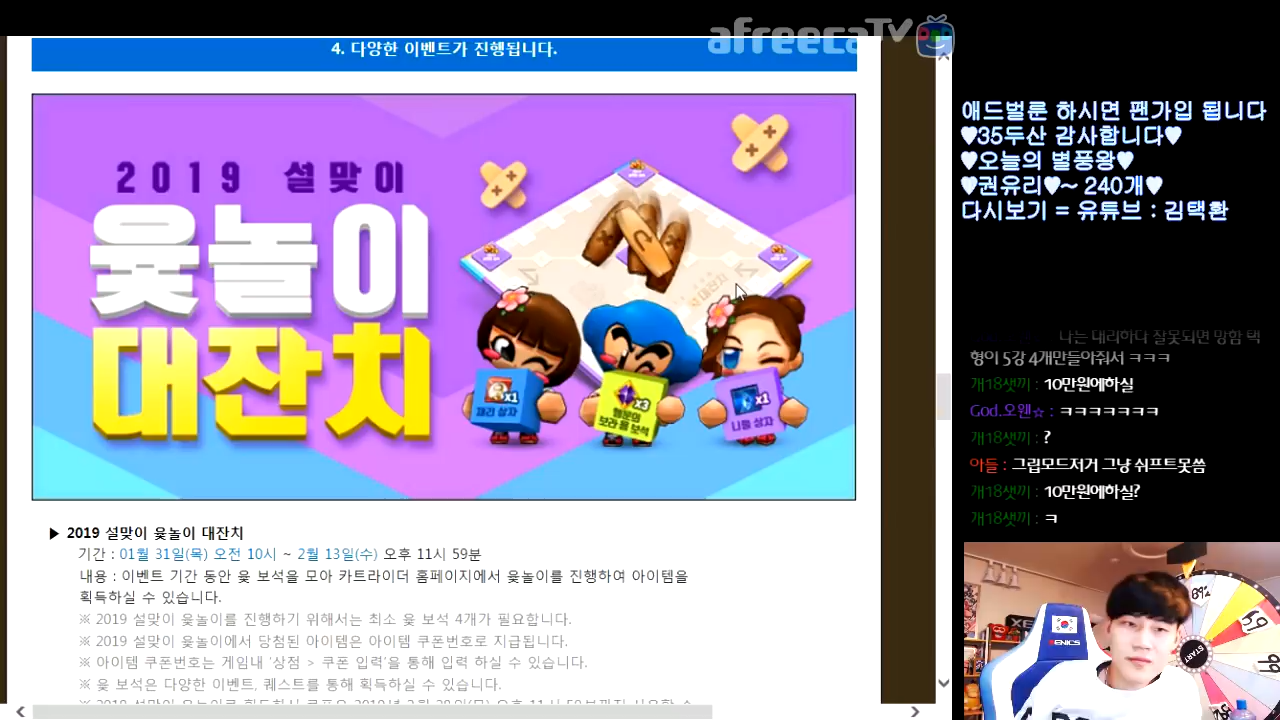 afreecaTV
4. 다양한 이벤트가 진행됩니다.
2019 설맞이
윷놀이
대잔치
x1
캐리 상자
x3
행운의
보라 윷 보석
x1
니몰 상자
▶ 2019 설맞이 윷놀이 대잔치
기간 : 01월 31일(목) 오전 10시 ~ 2월 13일(수) 오후 11시 59분
내용 : 이벤트 기간 동안 윷 보석을 모아 카트라이더 홈페이지에서 윷놀이를 진행하여 아이템을
획득하실 수 있습니다.
※ 2019 설맞이 윷놀이를 진행하기 위해서는 최소 윷 보석 4개가 필요합니다.
※ 2019 설맞이 윷놀이에서 당첨된 아이템은 아이템 쿠폰번호로 지급됩니다.
※ 아이템 쿠폰번호는 게임내 '상점 > 쿠폰 입력'을 통해 입력 하실 수 있습니다.
※ 윷 보석은 다양한 이벤트, 퀘스트를 통해 획득하실 수 있습니다.
애드벌룬 하시면 팬가입 됩니다
♥35두산 감사합니다♥
♥오늘의 별풍왕♥
♥권유리♥~ 240개♥
다시보기 = 유튜브 : 김택환
나는 대리하다 잘못되면 망함 택
형이 5강 4개만들어줘서 ㅋㅋㅋ
개18샛끼 : 10만원에하실
God.오웬☆ : ㅋㅋㅋㅋㅋㅋㅋ
개18샛끼 : ?
아들 : 그립모드저거 그냥 쉬프트못씀
개18샛끼 : 10만원에하실?
개18샛끼 : ㅋ
XE
GENICS
START